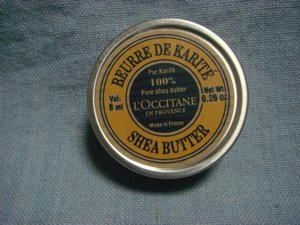 BEURRE DE KARITÉ
Pur Karité
100%
Pure shea butter
Vol.
8 ml
(Net Wt)
0.26 oz
L'OCCITANE
EN PROVENCE
Made in France
SHEA BUTTER